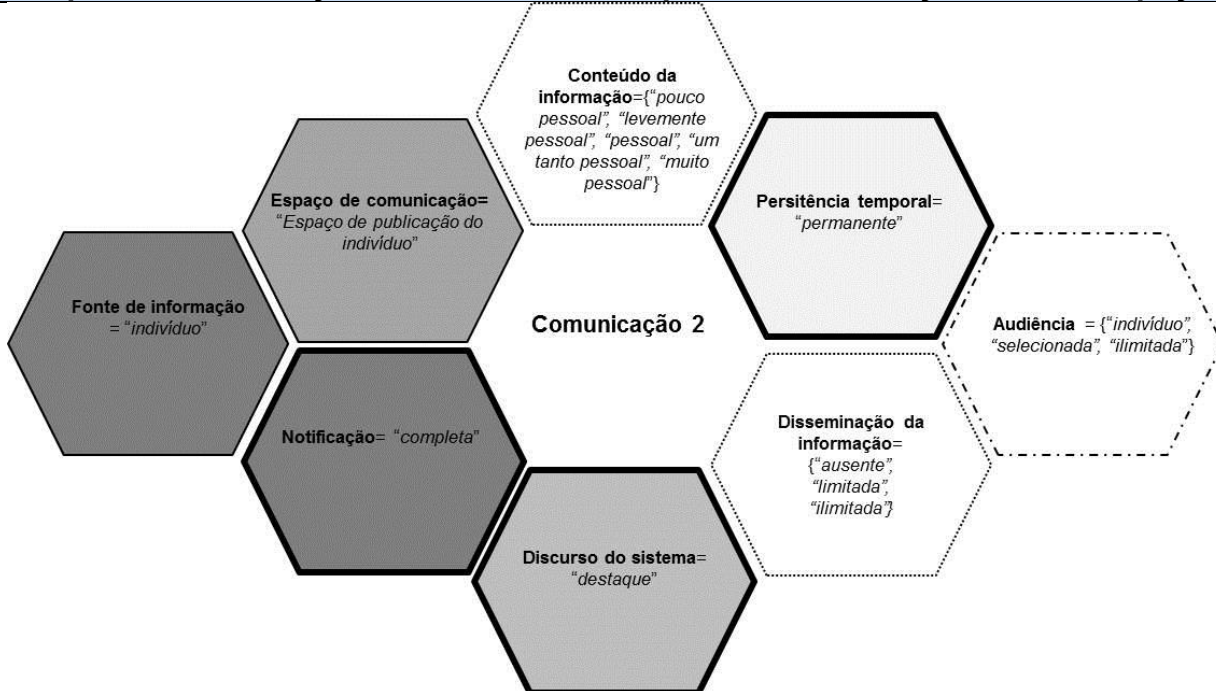 Conteúdo da
informação={“pouco
pessoal”, “levemente
pessoal”, “pessoal”, “um
tanto pessoal”, “muito
pessoal”}
Espaço de comunicação=
“Espaço de publicação do
indivíduo”
Persitência temporal=
“permanente”
Fonte de informação
= “indivíduo”
Comunicação 2
Audiência = {“indivíduo”,
“selecionada”, “ilimitada”}
Notificação= “completa”
Disseminação da
informação=
{“ausente”,
“limitada”,
“ilimitada”}
Discurso do sistema=
“destaque”